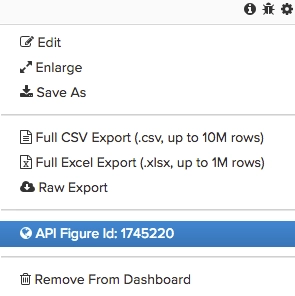 Edit
Enlarge
Save As
Full CSV Export (.csv, up to 10M rows)
Full Excel Export (.xlsx, up to 1M rows)
Raw Export
API Figure Id: 1745220
Remove From Dashboard